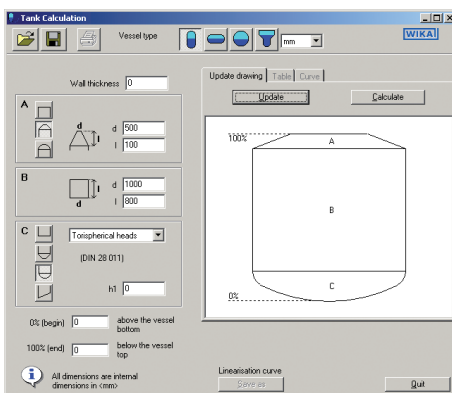 Tank Calculation
Vessel type
mm
WIKA
Wall thickness 0
Update drawing Table Curve
Update Calculate
A
d
l
d 500
l 100
B
l
d
d 1000
l 800
C
Torispherical heads
(DIN 28 011)
h1 0
100%
A
B
C
0%
0% (begin) 0 above the vessel
bottom
100% (end) 0 below the vessel
top
All dimensions are internal
dimensions in <mm>
Linearisation curve
Save as
Quit